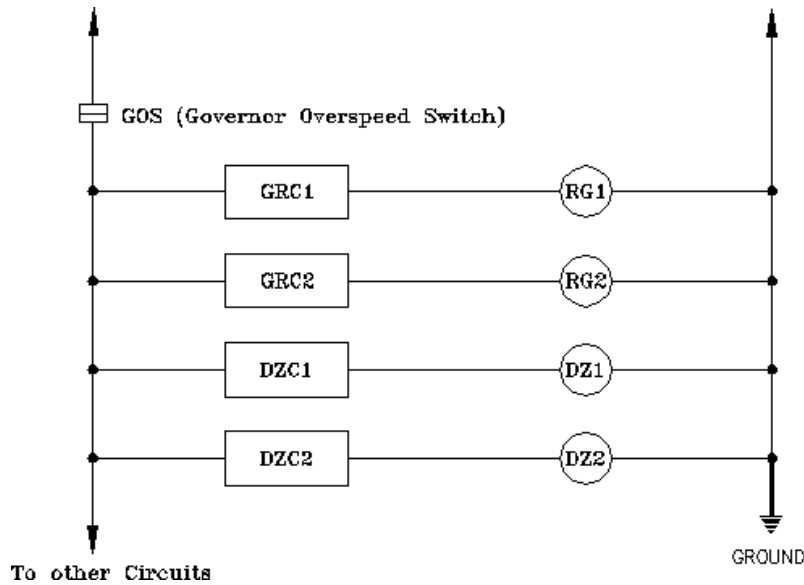 GOS (Governor Overspeed Switch)
GRC1 RG1
GRC2 RG2
DZC1 DZ1
DZC2 DZ2
GROUND
To other Circuits